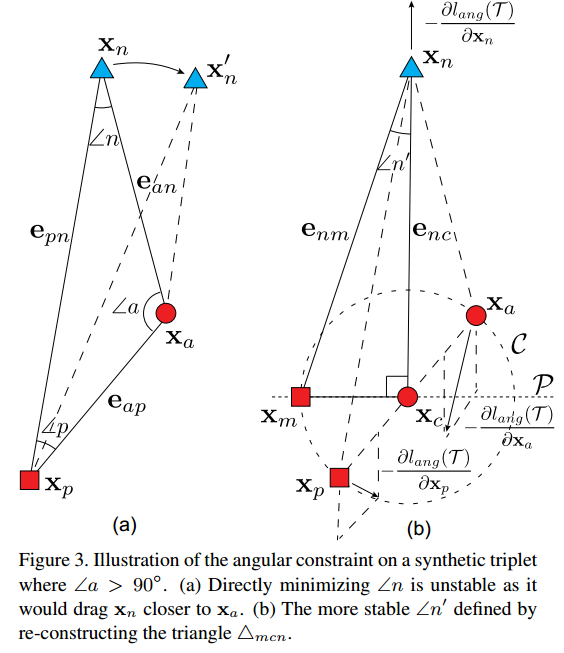 $-\frac{\partial l_{ang}(\mathcal{T})}{\partial \mathbf{x}_n}$
$\mathbf{x}_n$
$\mathbf{x}'_n$
$\angle n$
$\mathbf{e}_{an}$
$\mathbf{e}_{pn}$
$\angle a$
$\mathbf{x}_a$
$\mathbf{e}_{ap}$
$\angle p$
$\mathbf{x}_p$
(a)
$\mathbf{x}_n$
$\angle n'$
$\mathbf{e}_{nm}$
$\mathbf{e}_{nc}$
$\mathbf{x}_a$
$\mathcal{C}$
$\mathcal{P}$
$\mathbf{x}_m$
$\mathbf{x}_c$
$-\frac{\partial l_{ang}(\mathcal{T})}{\partial \mathbf{x}_a}$
$-\frac{\partial l_{ang}(\mathcal{T})}{\partial \mathbf{x}_p}$
$\mathbf{x}_p$
(b)
Figure 3. Illustration of the angular constraint on a synthetic triplet
where $\angle a > 90°$. (a) Directly minimizing $\angle n$ is unstable as it
would drag $\mathbf{x}_n$ closer to $\mathbf{x}_a$. (b) The more stable $\angle n'$ defined by
re-constructing the triangle $\triangle_{mcn}$.